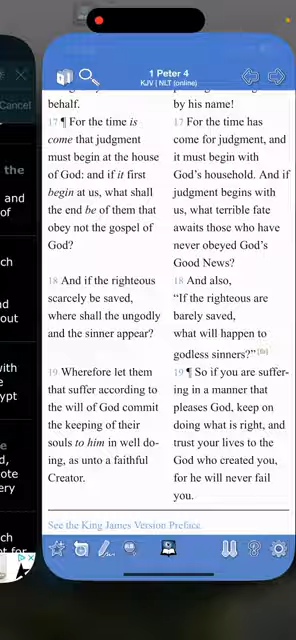 1 Peter 4
KJV | NLT (online)
Cancel
the
and
of
ch
nd
out
with
e
ypt
e
d,
ote
ery
ch
behalf.
17 ¶ For the time is
come that judgment
must begin at the house
of God: and if it first
begin at us, what shall
the end be of them that
obey not the gospel of
God?
18 And if the righteous
scarcely be saved,
where shall the ungodly
and the sinner appear?
19 Wherefore let them
that suffer according to
the will of God commit
the keeping of their
souls to him in well do-
ing, as unto a faithful
Creator.
by his name!
17 For the time has
come for judgment, and
it must begin with
God’s household. And if
judgment begins with
us, what terrible fate
awaits those who have
never obeyed God’s
Good News?
18 And also,
“If the righteous are
barely saved,
what will happen to
godless sinners?” [fn]
19 ¶ So if you are suffer-
ing in a manner that
pleases God, keep on
doing what is right, and
trust your lives to the
God who created you,
for he will never fail
you.
See the King James Version Preface.